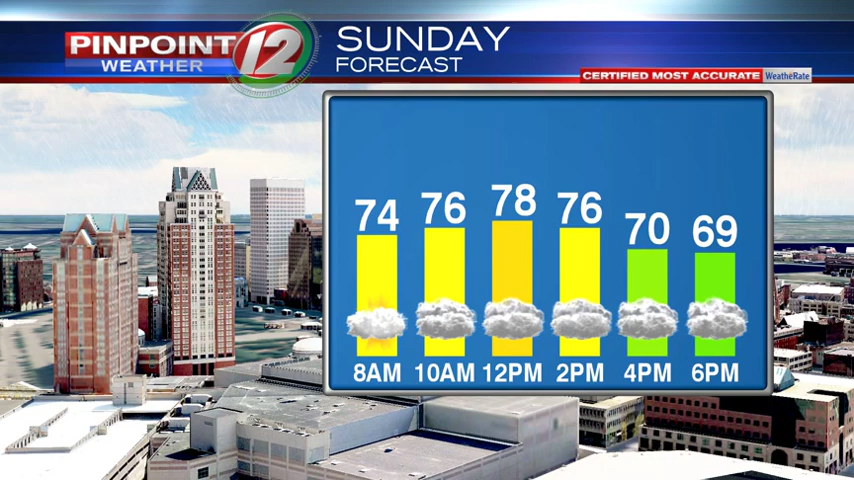 PINPOINT 12
WEATHER
SUNDAY
FORECAST
CERTIFIED MOST ACCURATE WeatheRate
74 76 78 76 70 69
8AM 10AM 12PM 2PM 4PM 6PM